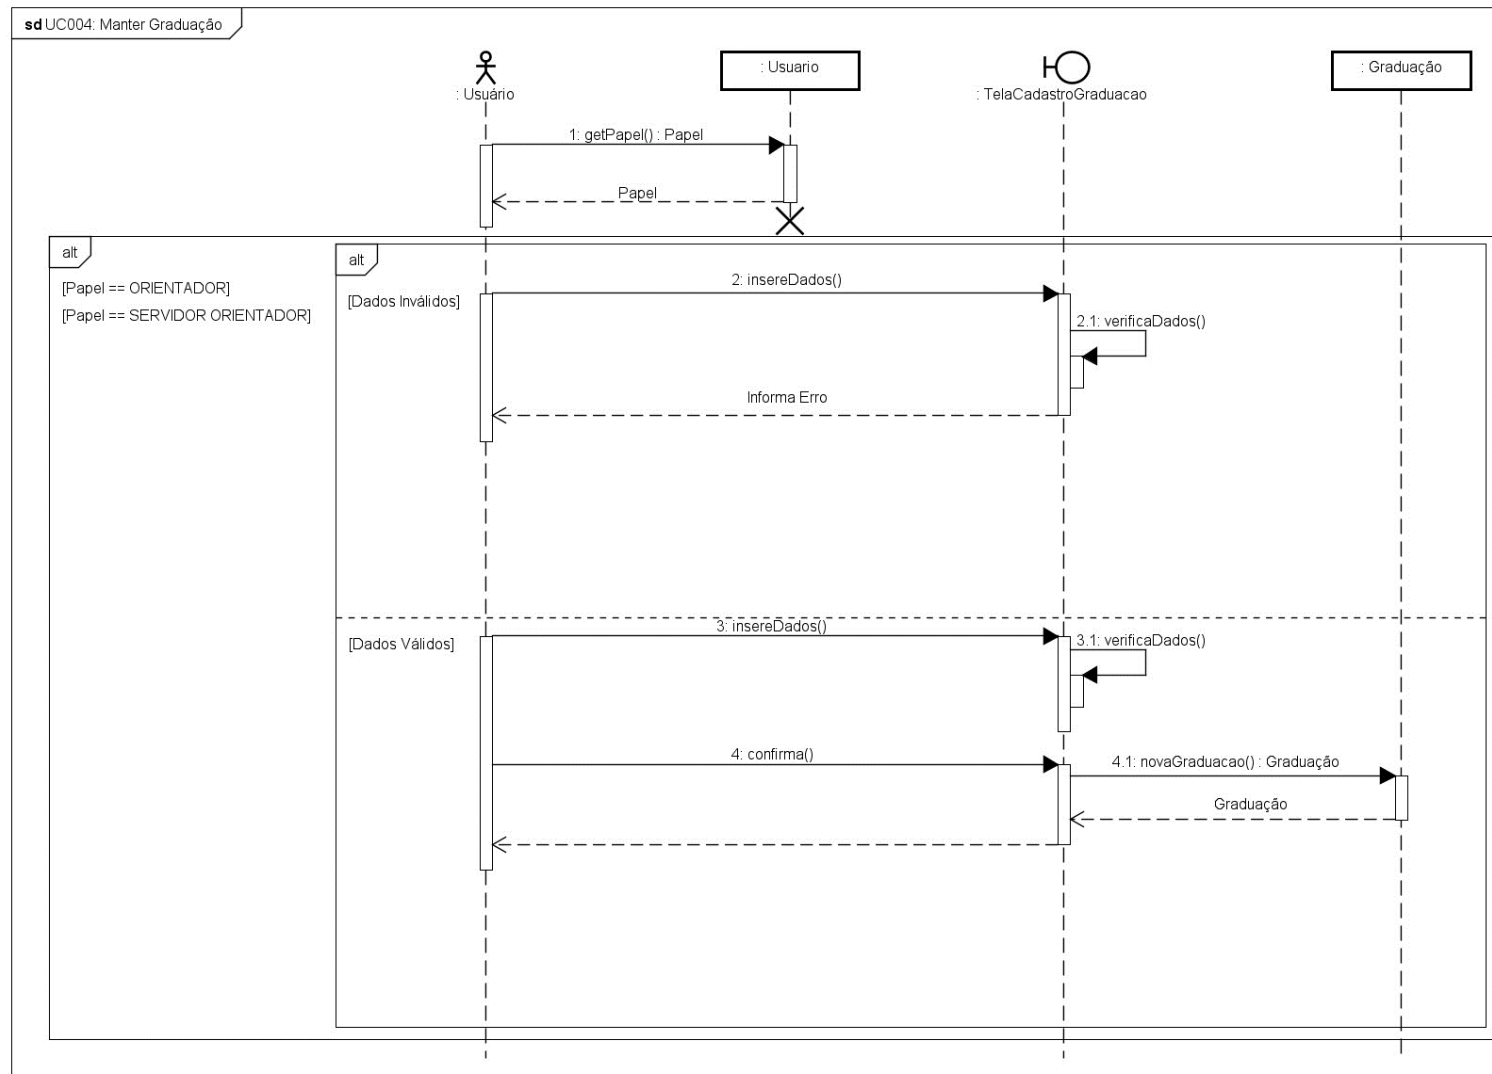 sd UC004: Manter Graduação
: Usuário
: Usuario
: TelaCadastroGraduacao
: Graduação
1: getPapel() : Papel
Papel
alt
[Papel == ORIENTADOR]
[Papel == SERVIDOR ORIENTADOR]
alt
[Dados Inválidos]
2: insereDados()
2.1: verificaDados()
Informa Erro
[Dados Válidos]
3: insereDados()
3.1: verificaDados()
4: confirma()
4.1: novaGraduacao() : Graduação
Graduação